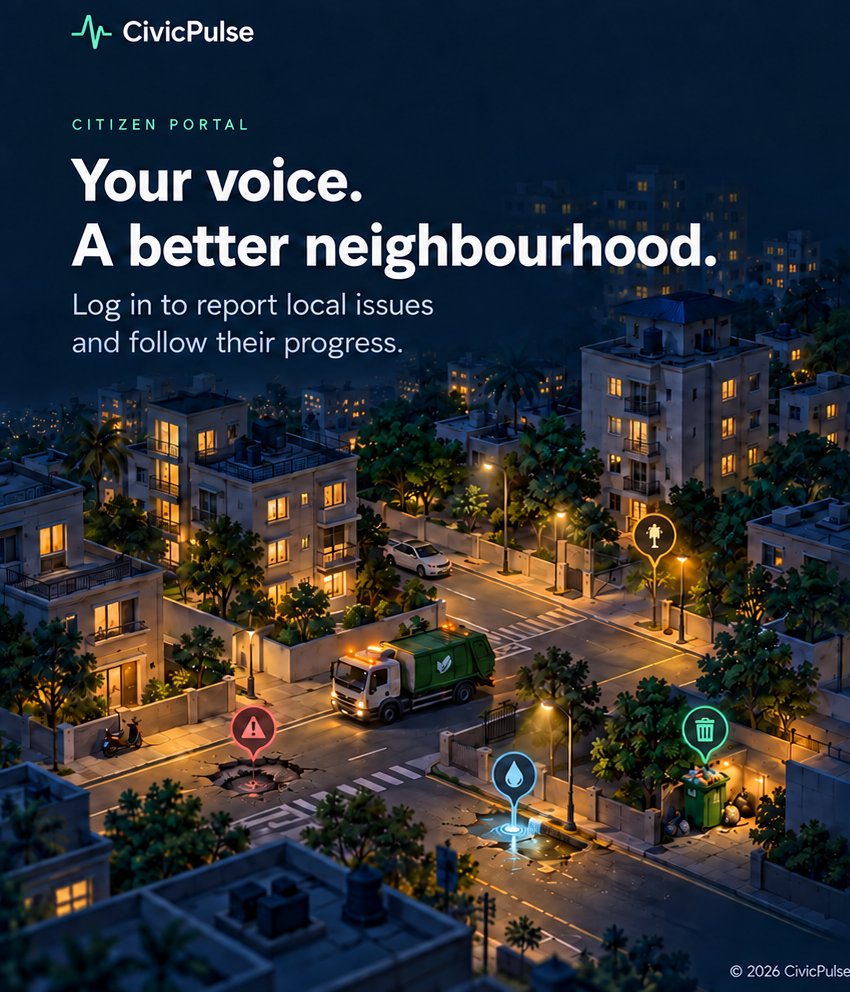 CivicPulse
CITIZEN PORTAL
Your voice.
A better neighbourhood.
Log in to report local issues
and follow their progress.
© 2026 CivicPulse